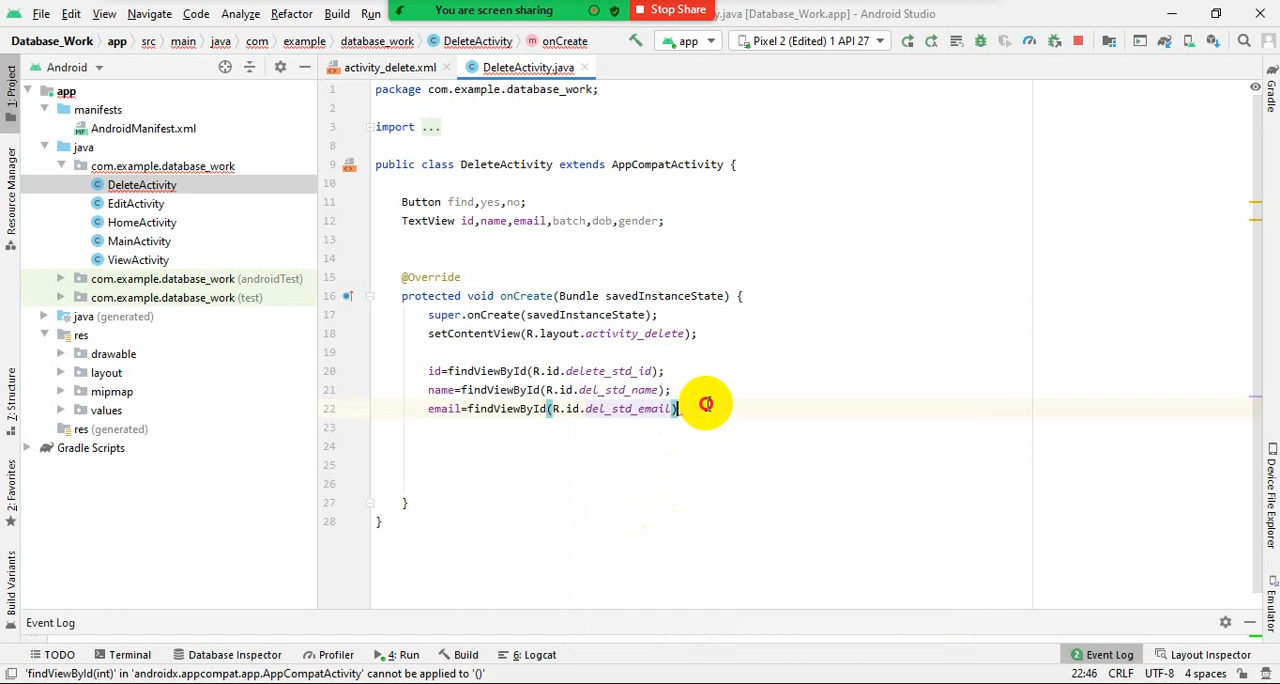 File Edit View Navigate Code Analyze Refactor Build Run You are screen sharing Stop Share .java [Database_Work.app] - Android Studio
Database_Work app src main java com example database_work DeleteActivity onCreate app Pixel 2 (Edited) 1 API 27
Android activity_delete.xml DeleteActivity.java
1: Project
Resource Manager
Z: Structure
2: Favorites
Build Variants
app
manifests
AndroidManifest.xml
java
com.example.database_work
DeleteActivity
EditActivity
HomeActivity
MainActivity
ViewActivity
com.example.database_work (androidTest)
com.example.database_work (test)
java (generated)
res
drawable
layout
mipmap
values
res (generated)
Gradle Scripts
1 package com.example.database_work;
2
3 import ...
8
9 public class DeleteActivity extends AppCompatActivity {
10
11 Button find,yes,no;
12 TextView id,name,email,batch,dob,gender;
13
14
15 @Override
16 protected void onCreate(Bundle savedInstanceState) {
17 super.onCreate(savedInstanceState);
18 setContentView(R.layout.activity_delete);
19
20 id=findViewById(R.id.delete_std_id);
21 name=findViewById(R.id.del_std_name);
22 email=findViewById(R.id.del_std_email)
23
24
25
26
27 }
28 }
Gradle
Device File Explorer
Emulator
Event Log
TODO Terminal Database Inspector Profiler 4: Run Build 6: Logcat 2 Event Log Layout Inspector
'findViewById(int)' in 'androidx.appcompat.app.AppCompatActivity' cannot be applied to '()' 22:46 CRLF UTF-8 4 spaces